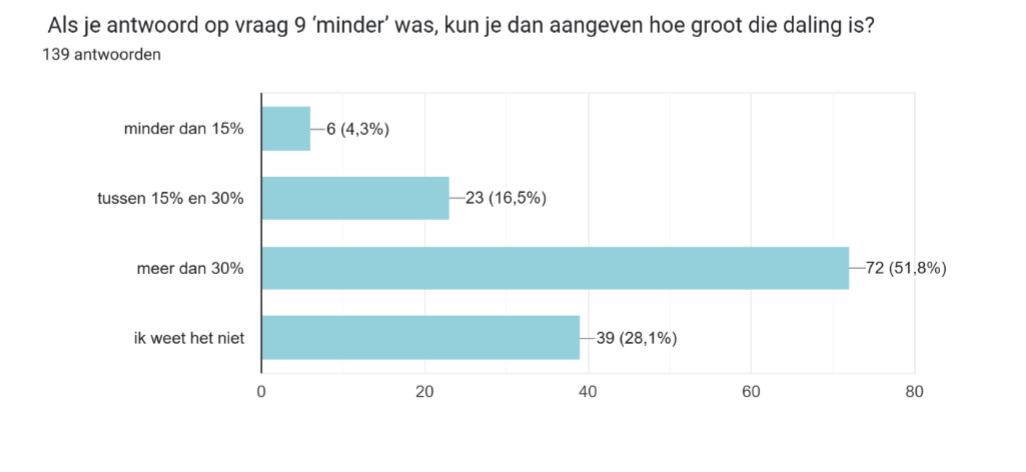 Als je antwoord op vraag 9 ‘minder’ was, kun je dan aangeven hoe groot die daling is?
139 antwoorden
minder dan 15%
6 (4,3%)
tussen 15% en 30%
23 (16,5%)
meer dan 30%
72 (51,8%)
ik weet het niet
39 (28,1%)
0 20 40 60 80